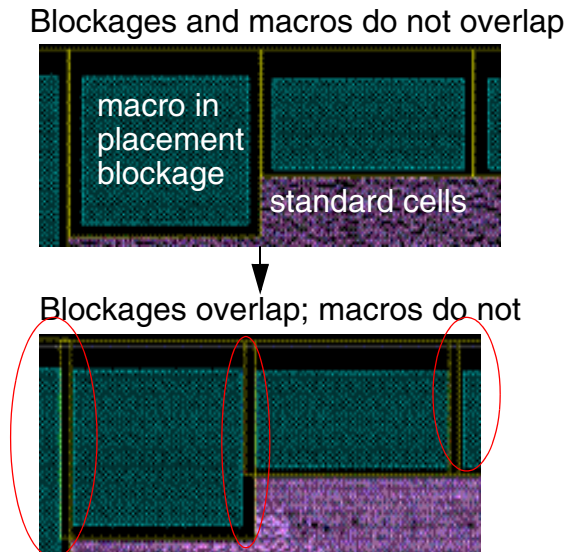 Blockages and macros do not overlap
macro in
placement
blockage
standard cells
Blockages overlap; macros do not